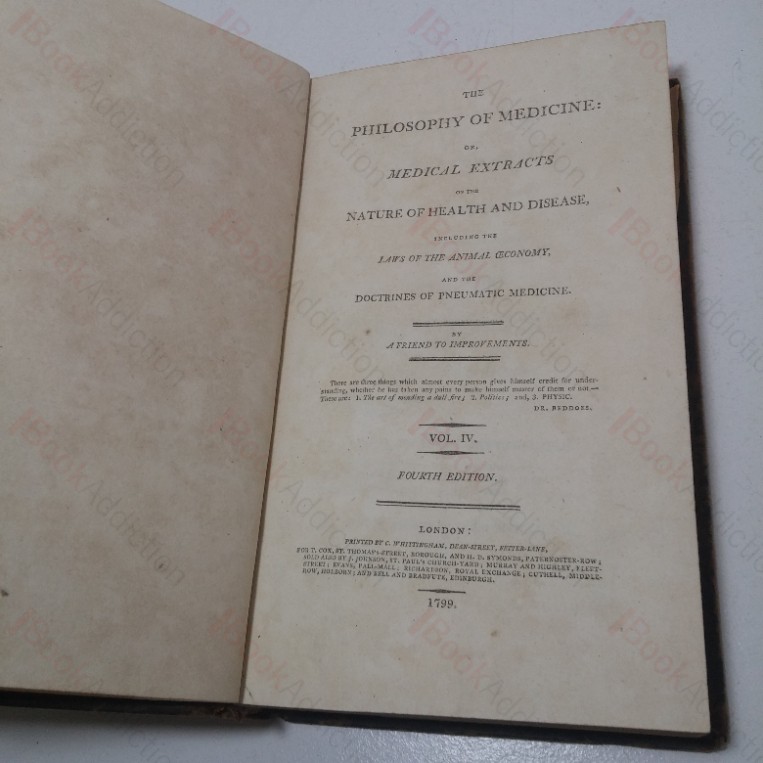 THE
PHILOSOPHY OF MEDICINE:
OR,
MEDICAL EXTRACTS
ON THE
NATURE OF HEALTH AND DISEASE,
INCLUDING THE
LAWS OF THE ANIMAL ŒCONOMY,
AND THE
DOCTRINES OF PNEUMATIC MEDICINE.
BY
A FRIEND TO IMPROVEMENTS.
There are three things which almost every person gives himself credit for under-
standing, whether he has taken any pains to make himself master of them or not.—
These are: 1. The art of mending a dull fire; 2. Politics; and, 3. PHYSIC.
DR. BEDDOES.
VOL. IV.
FOURTH EDITION.
LONDON:
PRINTED BY C. WHITTINGHAM, DEAN-STREET, FETTER-LANE,
FOR T. COX, ST. THOMAS'S-STREET, BOROUGH, AND H. D. SYMONDS, PATERNOSTER-ROW;
SOLD ALSO BY J. JOHNSON, ST. PAUL'S CHURCH-YARD; MURRAY AND HIGHLEY, FLEET-
STREET; EVANS, PALL-MALL; RICHARDSON, ROYAL EXCHANGE; CUTHELL, MIDDLE-
ROW, HOLBORN; AND BELL AND BRADFUTE, EDINBURGH.
1799.
BookAddiction